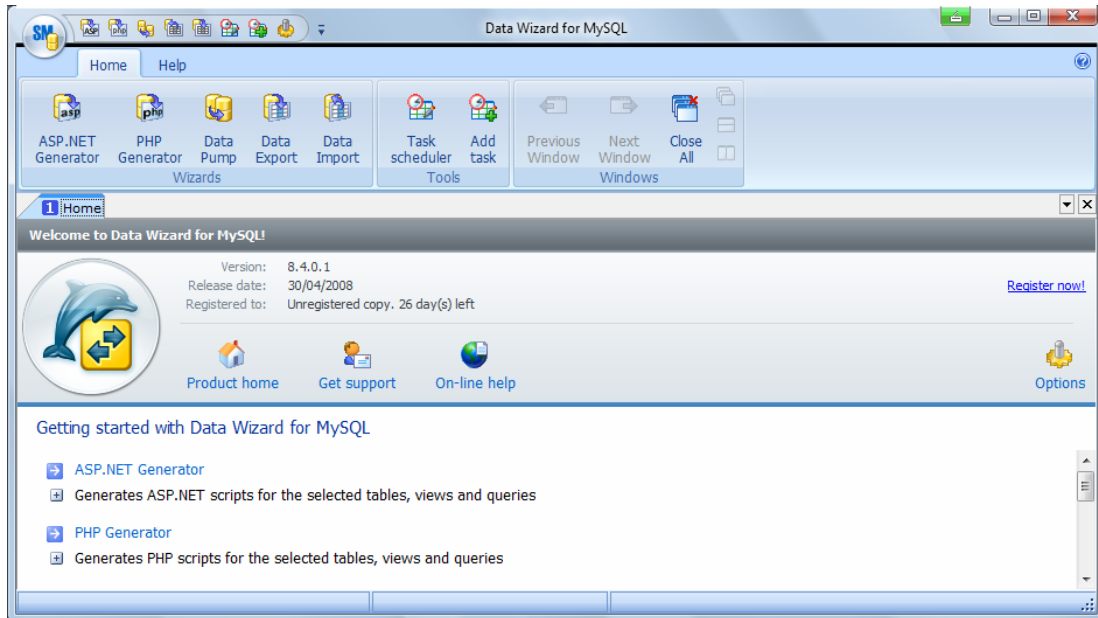 SM
Data Wizard for MySQL
Home Help
ASP.NET Generator
PHP Generator
Data Pump
Data Export
Data Import
Wizards
Task scheduler
Add task
Tools
Previous Window
Next Window
Close All
Windows
1 Home
Welcome to Data Wizard for MySQL!
Version: 8.4.0.1
Release date: 30/04/2008
Registered to: Unregistered copy. 26 day(s) left
Register now!
Product home
Get support
On-line help
Options
Getting started with Data Wizard for MySQL
ASP.NET Generator
Generates ASP.NET scripts for the selected tables, views and queries
PHP Generator
Generates PHP scripts for the selected tables, views and queries